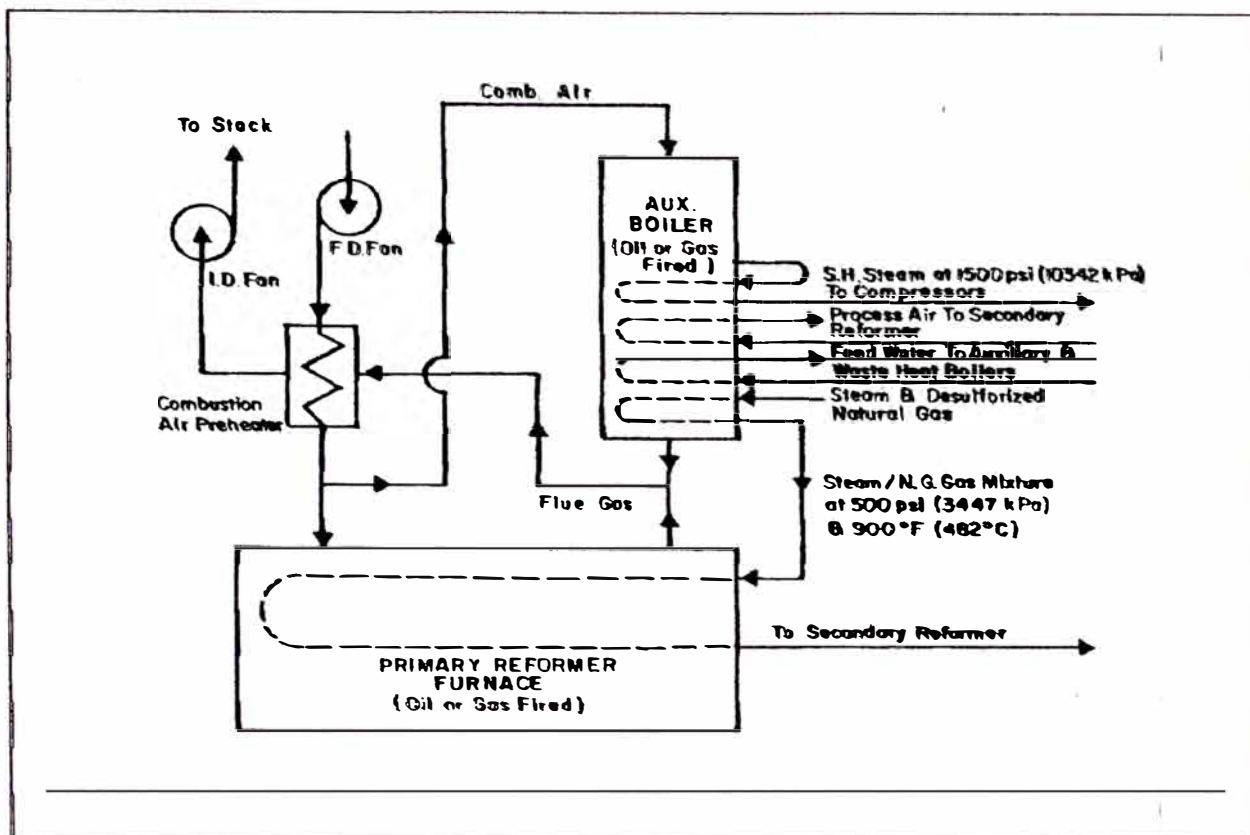 Comb. Air
To Stack
AUX.
BOILER
(Oil or Gas
Fired)
F.D. Fan
I.D. Fan
S.H. Steam at 1500 psi (10342 kPa)
To Compressors
Process Air To Secondary
Reformer
Feed Water To Auxiliary &
Waste Heat Boilers
Steam & Desulforized
Natural Gas
Combustion
Air Preheater
Steam/N.G. Gas Mixture
at 500 psi (3447 kPa)
& 900°F (482°C)
Flue Gas
To Secondary Reformer
PRIMARY REFORMER
FURNACE
(Oil or Gas Fired)